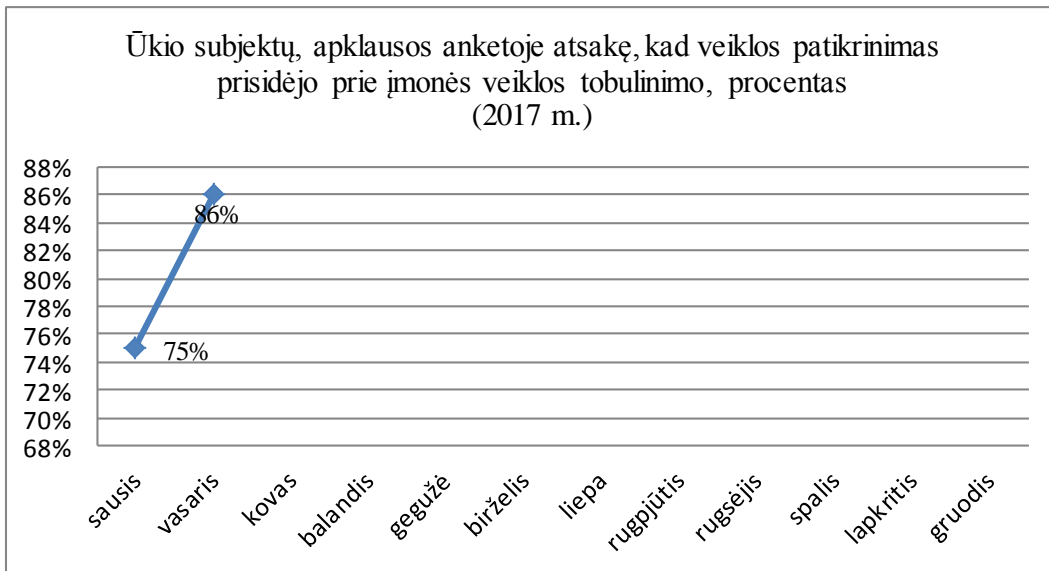 Ūkio subjektų, apklausos anketoje atsakę, kad veiklos patikrinimas
prisidėjo prie įmonės veiklos tobulinimo, procentas
(2017 m.)
88%
86%
84%
82%
80%
78%
76%
74%
72%
70%
68%
86%
75%
sausis
vasaris
kovas
balandis
gegužė
birželis
liepa
rugpjūtis
rugsėjis
spalis
lapkritis
gruodis